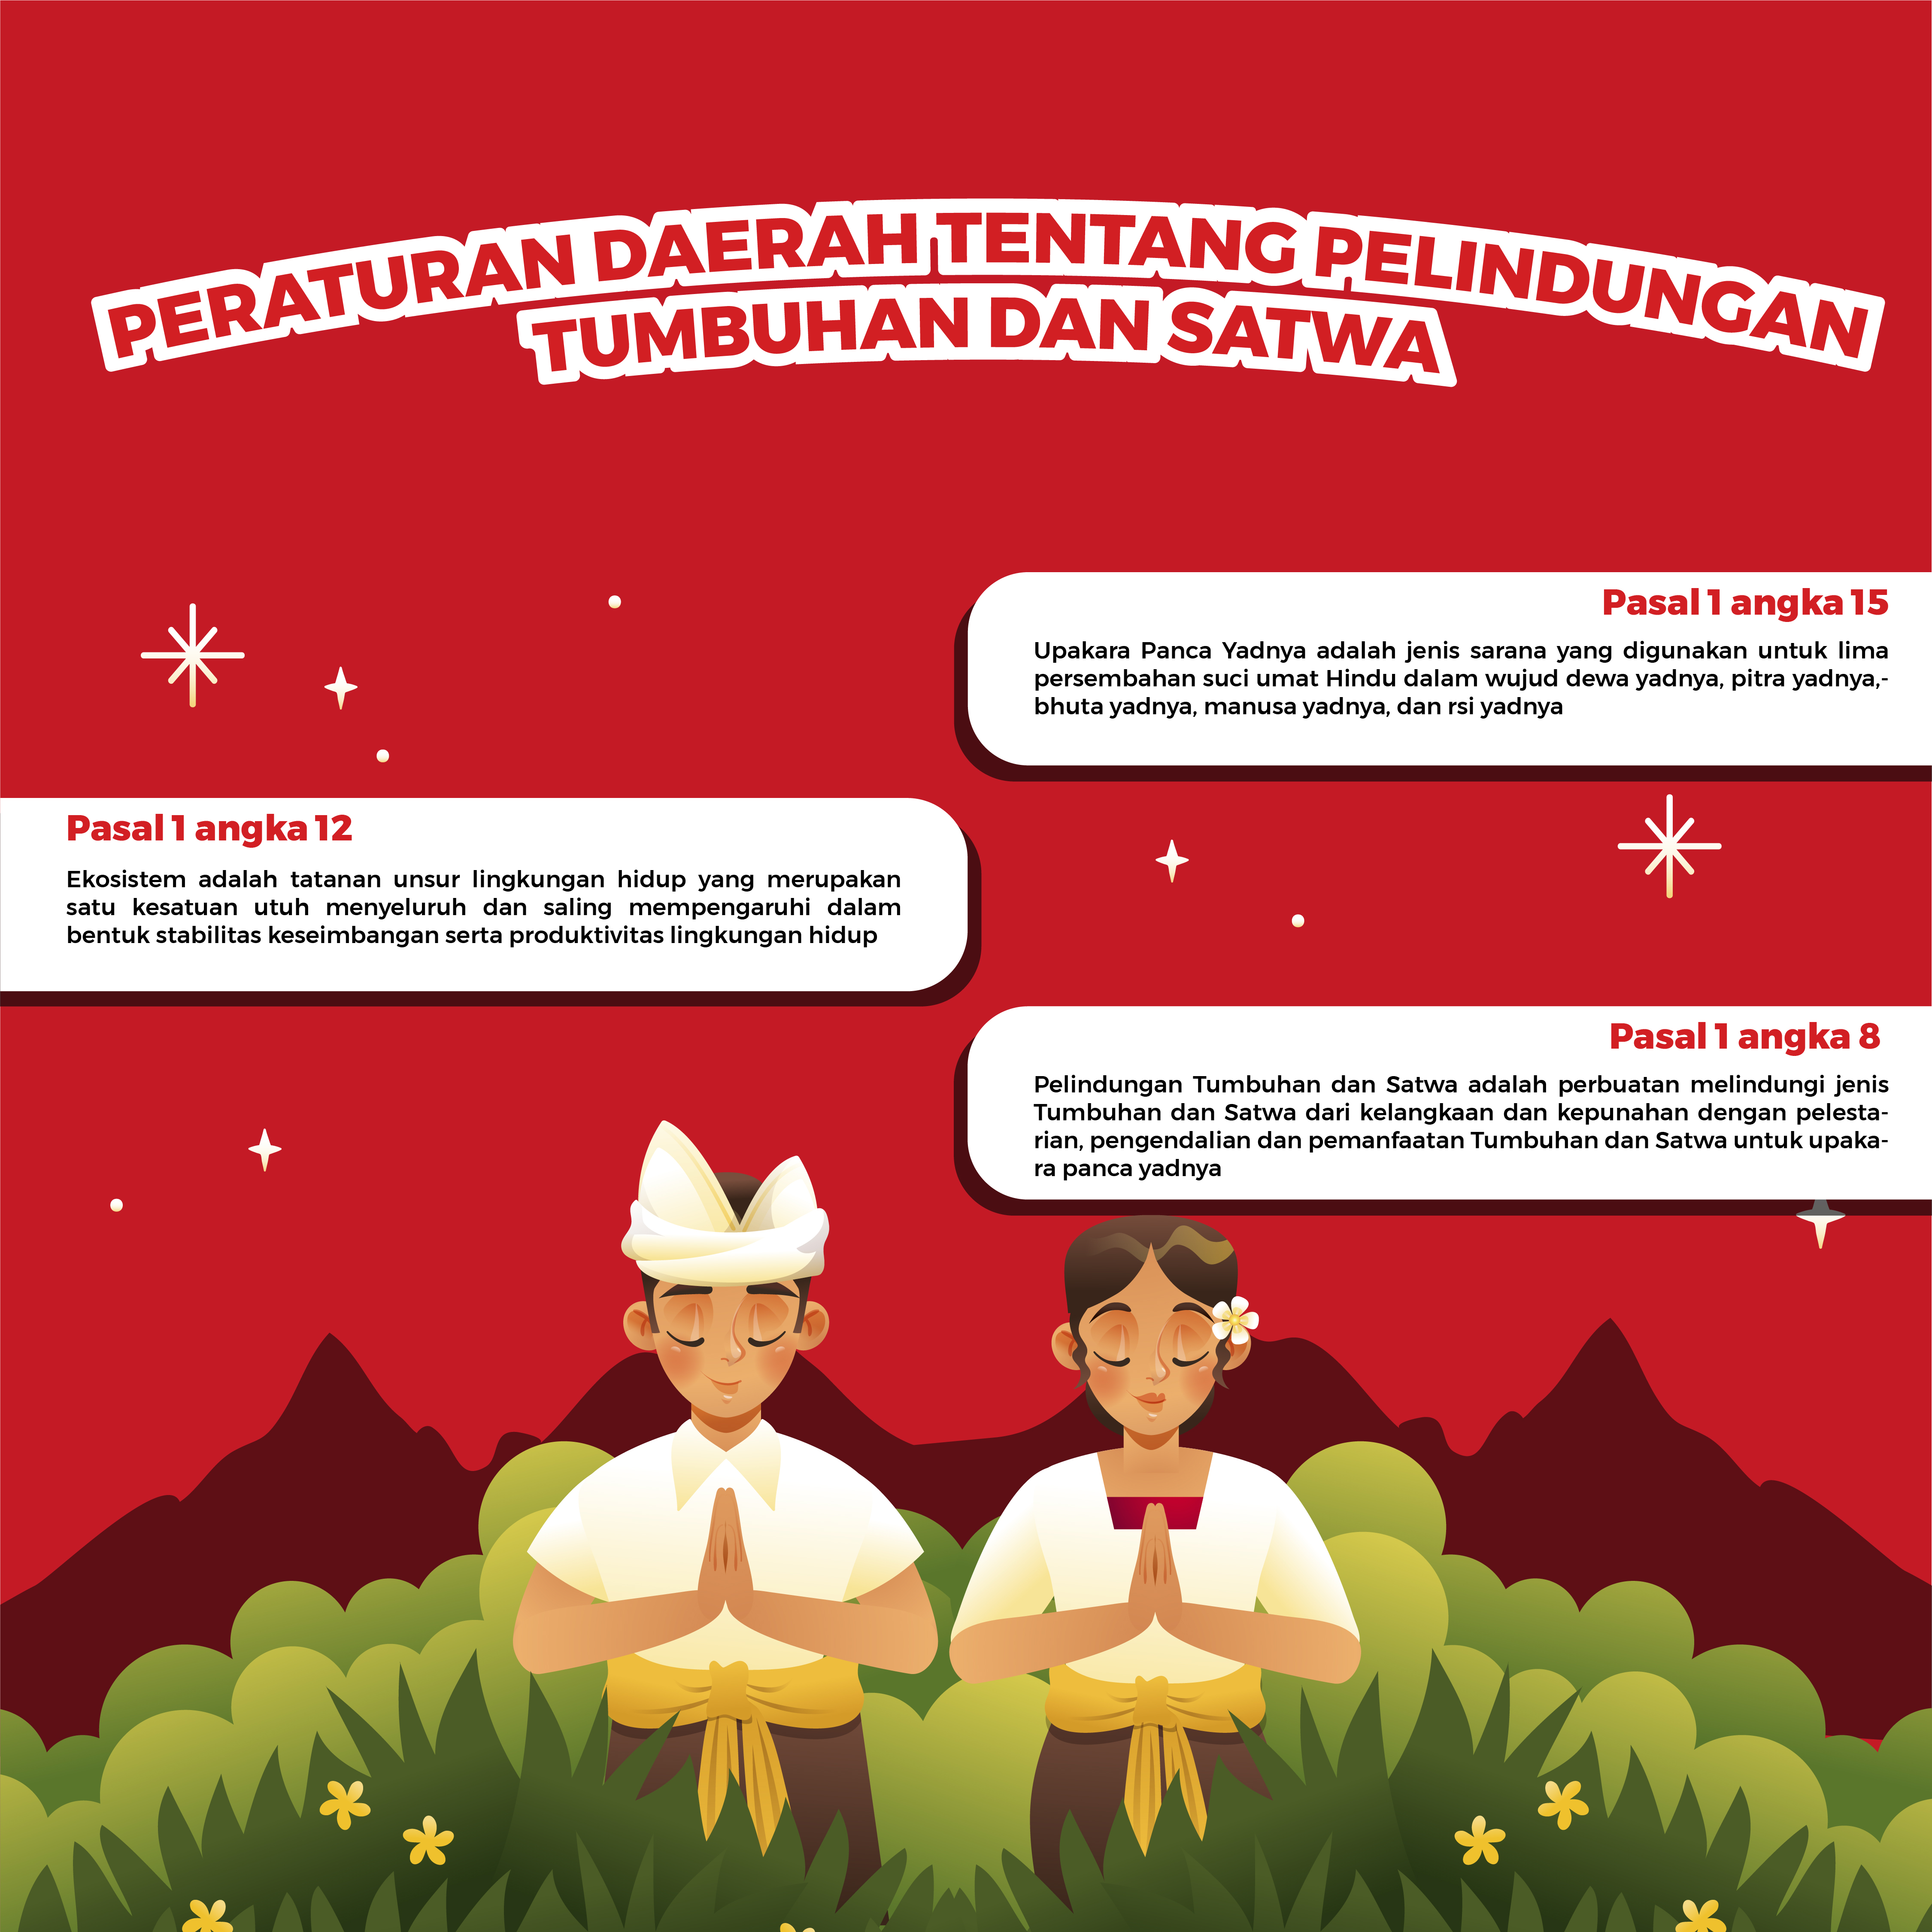 PERATURAN DAERAH TENTANG PELINDUNGAN
TUMBUHAN DAN SATWA
Pasal 1 angka 15
Upakara Panca Yadnya adalah jenis sarana yang digunakan untuk lima
persembahan suci umat Hindu dalam wujud dewa yadnya, pitra yadnya,-
bhuta yadnya, manusa yadnya, dan rsi yadnya
Pasal 1 angka 12
Ekosistem adalah tatanan unsur lingkungan hidup yang merupakan
satu kesatuan utuh menyeluruh dan saling mempengaruhi dalam
bentuk stabilitas keseimbangan serta produktivitas lingkungan hidup
Pasal 1 angka 8
Pelindungan Tumbuhan dan Satwa adalah perbuatan melindungi jenis
Tumbuhan dan Satwa dari kelangkaan dan kepunahan dengan pelesta-
rian, pengendalian dan pemanfaatan Tumbuhan dan Satwa untuk upaka-
ra panca yadnya